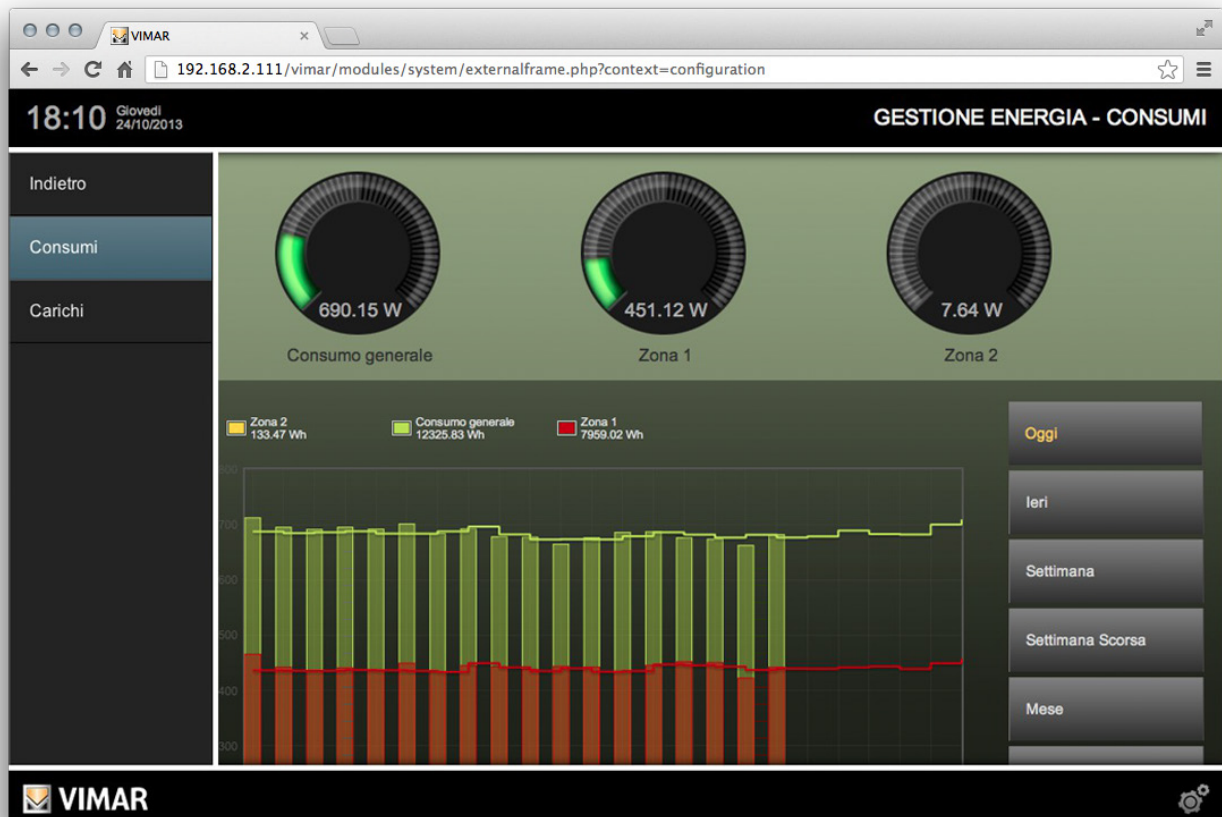 VIMAR
192.168.2.111/vimar/modules/system/externalframe.php?context=configuration
18:10 Giovedi 24/10/2013
GESTIONE ENERGIA - CONSUMI
Indietro
Consumi
Carichi
690.15 W
451.12 W
7.64 W
Consumo generale
Zona 1
Zona 2
Zona 2
133.47 Wh
Consumo generale
12325.83 Wh
Zona 1
7959.02 Wh
800
700
600
500
400
300
Oggi
Ieri
Settimana
Settimana Scorsa
Mese
VIMAR